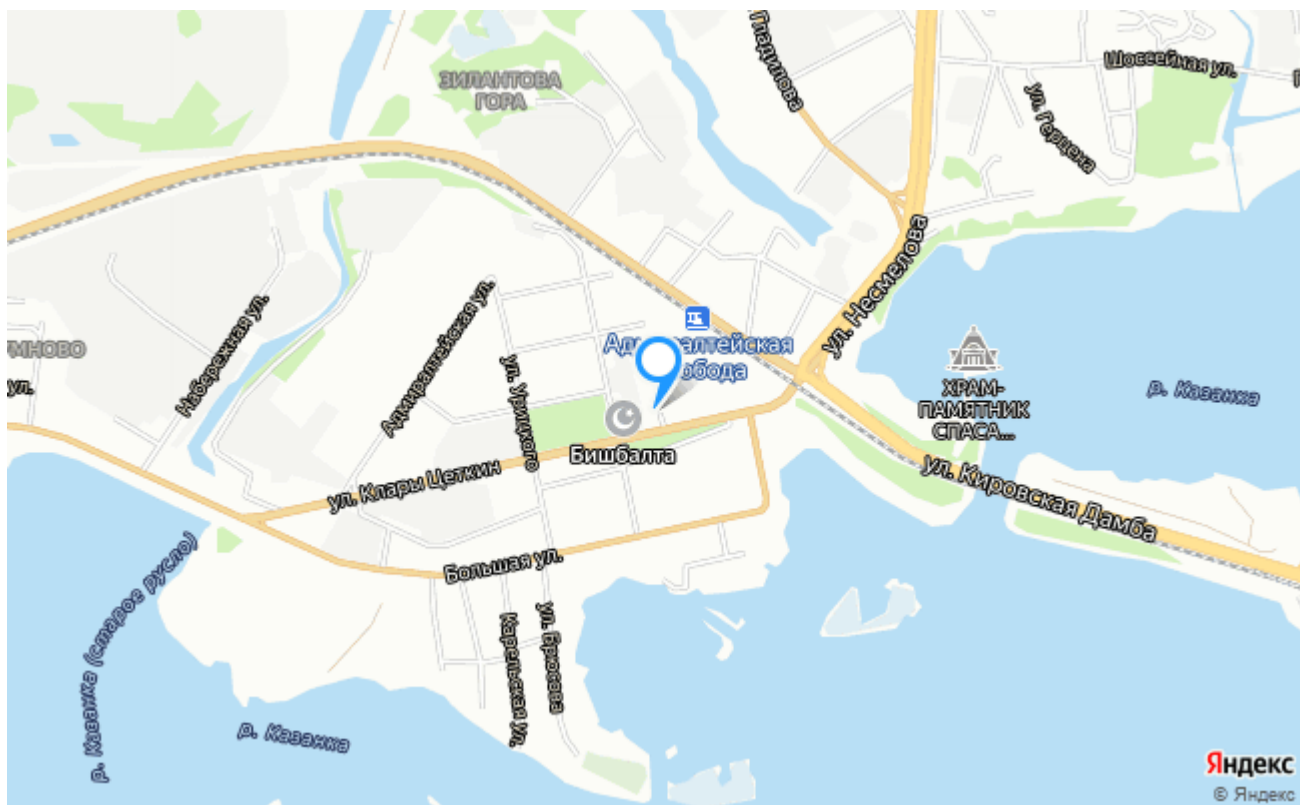 Гладилова
Шоссейная ул.
ЗИЛАНТОВА
ГОРА
ул. Герцена
ул. Несмелова
Набережная ул.
Адмиралтейская ул.
слобода
ХРАМ-
ПАМЯТНИК
СПАСА...
р. Казанка
ул.
ул. Урицкого
Бишбалта
ул. Клары Цеткин
ул. Кировская Дамба
Большая ул.
р. Казанка (старое русло)
Карельская ул.
ул. Брюсова
р. Казанка
Яндекс
© Яндекс